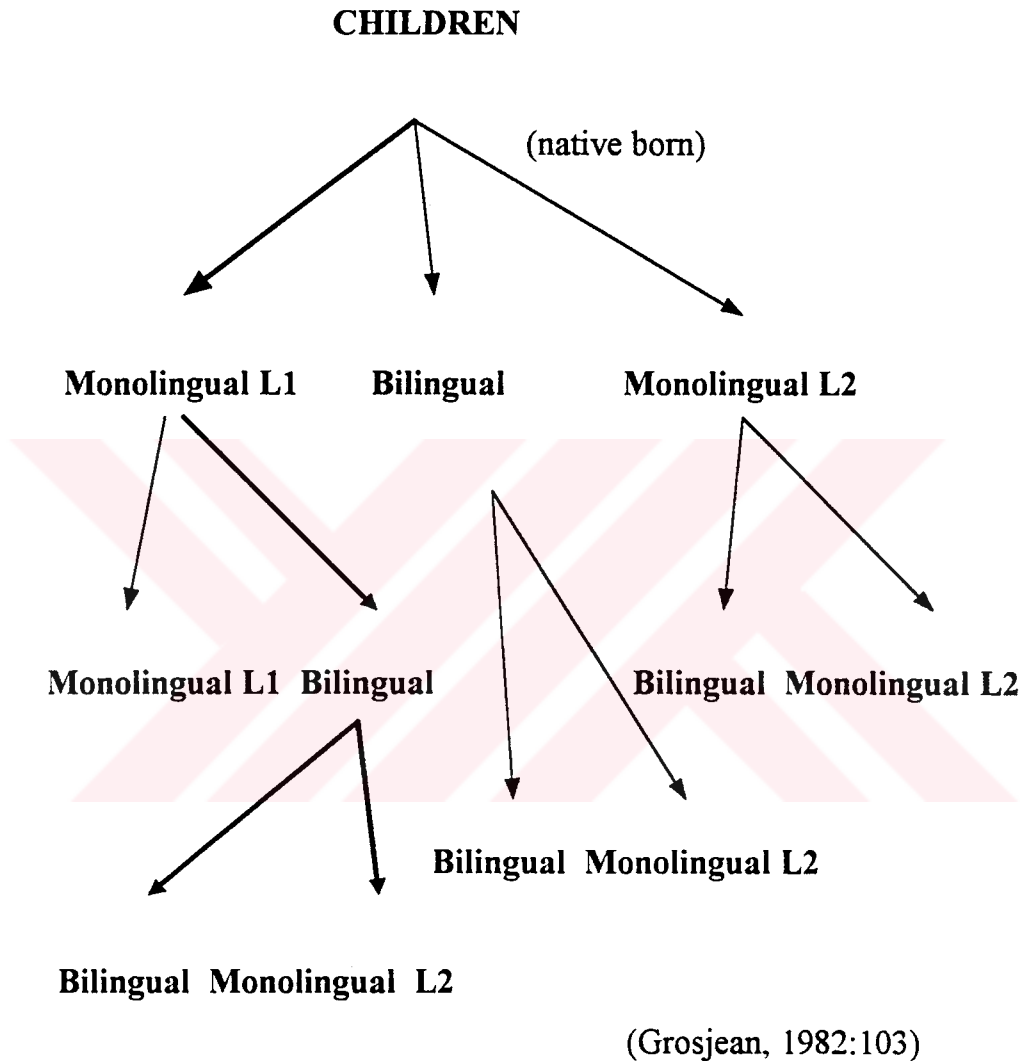 CHILDREN
(native born)
Monolingual L1 Bilingual Monolingual L2
Monolingual L1 Bilingual Bilingual Monolingual L2
Bilingual Monolingual L2
Bilingual Monolingual L2
(Grosjean, 1982:103)